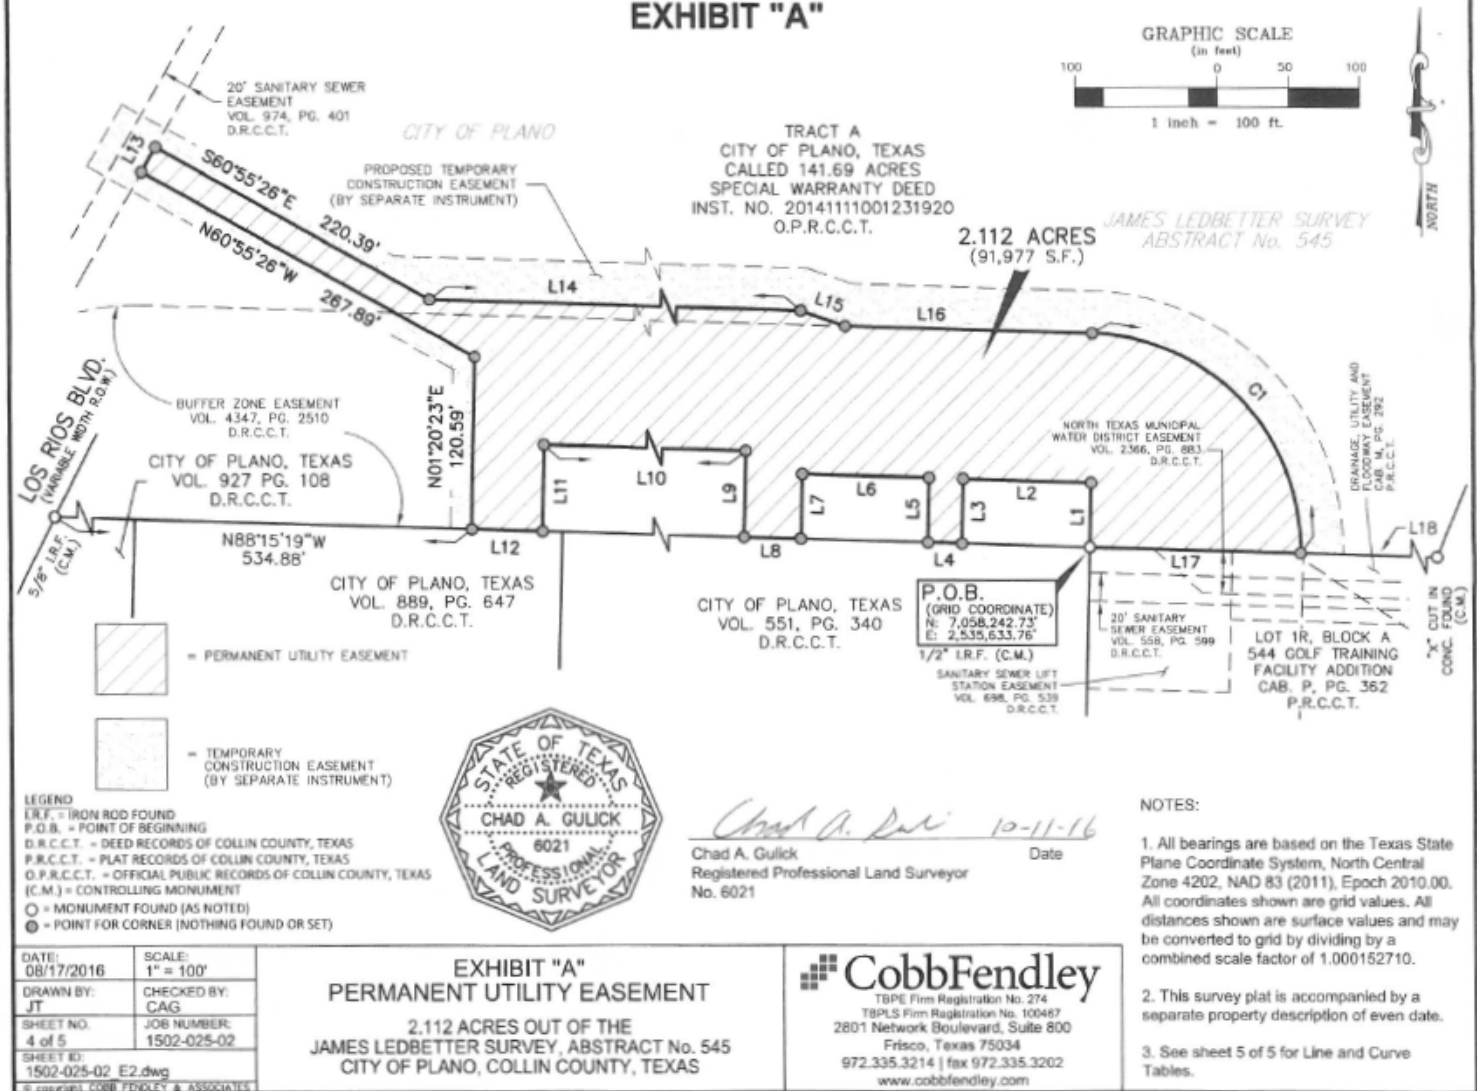 EXHIBIT "A"
GRAPHIC SCALE
(in feet)
100 0 50 100
1 inch = 100 ft.
NORTH
20' SANITARY SEWER
EASEMENT
VOL. 974, PG. 401
D.R.C.C.T.
CITY OF PLANO
PROPOSED TEMPORARY
CONSTRUCTION EASEMENT
(BY SEPARATE INSTRUMENT)
TRACT A
CITY OF PLANO, TEXAS
CALLED 141.69 ACRES
SPECIAL WARRANTY DEED
INST. NO. 20141111001231920
O.P.R.C.C.T.
2.112 ACRES
(91,977 S.F.)
JAMES LEDBETTER SURVEY
ABSTRACT No. 545
L13
S60°55'26"E
220.39'
N60°55'26"W
267.89'
L14
L15
L16
C1
BUFFER ZONE EASEMENT
VOL. 4347, PG. 2510
D.R.C.C.T.
LOS RIOS BLVD.
(VARIABLE WIDTH R.O.W.)
CITY OF PLANO, TEXAS
VOL. 927 PG. 108
D.R.C.C.T.
N01°20'23"E
120.59'
NORTH TEXAS MUNICIPAL
WATER DISTRICT EASEMENT
VOL. 2366, PG. 883
D.R.C.C.T.
DRAINAGE, UTILITY AND
FLOODWAY EASEMENT
CAB. M, PG. 292
P.R.C.C.T.
L11
L10
L9
L7
L6
L5
L3
L2
L1
L18
5/8" I.R.F.
(C.M.)
N88°15'19"W
534.88'
L12
L8
L4
L17
CITY OF PLANO, TEXAS
VOL. 889, PG. 647
D.R.C.C.T.
CITY OF PLANO, TEXAS
VOL. 551, PG. 340
D.R.C.C.T.
P.O.B.
(GRID COORDINATE)
N: 7,058,242.73'
E: 2,535,633.76'
1/2" I.R.F. (C.M.)
SANITARY SEWER LIFT
STATION EASEMENT
VOL. 698, PG. 539
D.R.C.C.T.
20' SANITARY
SEWER EASEMENT
VOL. 558, PG. 599
D.R.C.C.T.
LOT 1R, BLOCK A
544 GOLF TRAINING
FACILITY ADDITION
CAB. P, PG. 362
P.R.C.C.T.
"X" CUT IN
CONC. FOUND
(C.M.)
= PERMANENT UTILITY EASEMENT
= TEMPORARY
CONSTRUCTION EASEMENT
(BY SEPARATE INSTRUMENT)
LEGEND
I.R.F. = IRON ROD FOUND
P.O.B. = POINT OF BEGINNING
D.R.C.C.T. = DEED RECORDS OF COLLIN COUNTY, TEXAS
P.R.C.C.T. = PLAT RECORDS OF COLLIN COUNTY, TEXAS
O.P.R.C.C.T. = OFFICIAL PUBLIC RECORDS OF COLLIN COUNTY, TEXAS
(C.M.) = CONTROLLING MONUMENT
= MONUMENT FOUND (AS NOTED)
= POINT FOR CORNER (NOTHING FOUND OR SET)
STATE OF TEXAS
REGISTERED
CHAD A. GULICK
6021
PROFESSIONAL
LAND SURVEYOR
Chad A. 10-11-16
Chad A. Gulick Date
Registered Professional Land Surveyor
No. 6021
NOTES:
1. All bearings are based on the Texas State
Plane Coordinate System, North Central
Zone 4202, NAD 83 (2011), Epoch 2010.00.
All coordinates shown are grid values. All
distances shown are surface values and may
be converted to grid by dividing by a
combined scale factor of 1.000152710.
2. This survey plat is accompanied by a
separate property description of even date.
3. See sheet 5 of 5 for Line and Curve
Tables.
DATE: 08/17/2016
SCALE: 1" = 100'
DRAWN BY: JT
CHECKED BY: CAG
SHEET NO. 4 of 5
JOB NUMBER: 1502-025-02
SHEET ID: 1502-025-02_E2.dwg
© copyright COBB FENDLEY & ASSOCIATES
EXHIBIT "A"
PERMANENT UTILITY EASEMENT
2.112 ACRES OUT OF THE
JAMES LEDBETTER SURVEY, ABSTRACT No. 545
CITY OF PLANO, COLLIN COUNTY, TEXAS
CobbFendley
TBPE Firm Registration No. 274
TBPLS Firm Registration No. 100467
2801 Network Boulevard, Suite 800
Frisco, Texas 75034
972.335.3214 | fax 972.335.3202
www.cobbfendley.com